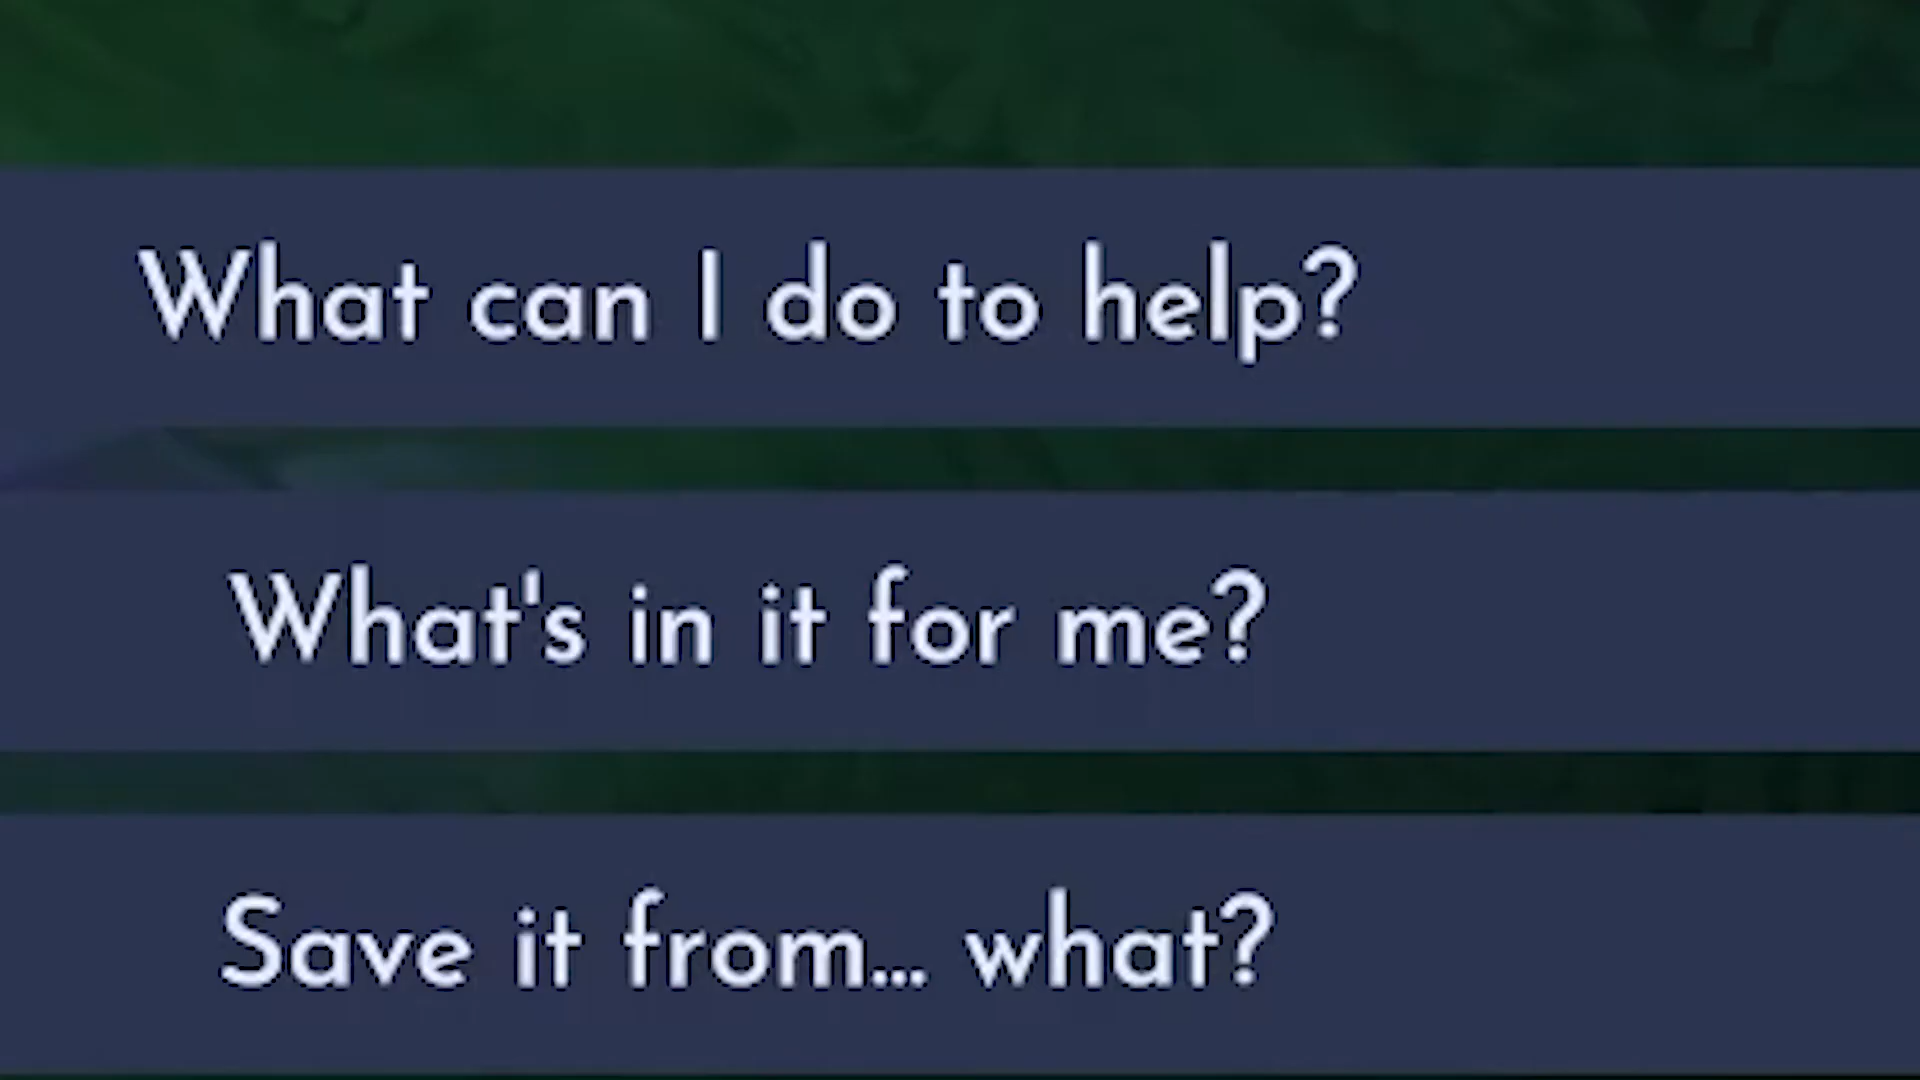 What can I do to help?
What's in it for me?
Save it from... what?